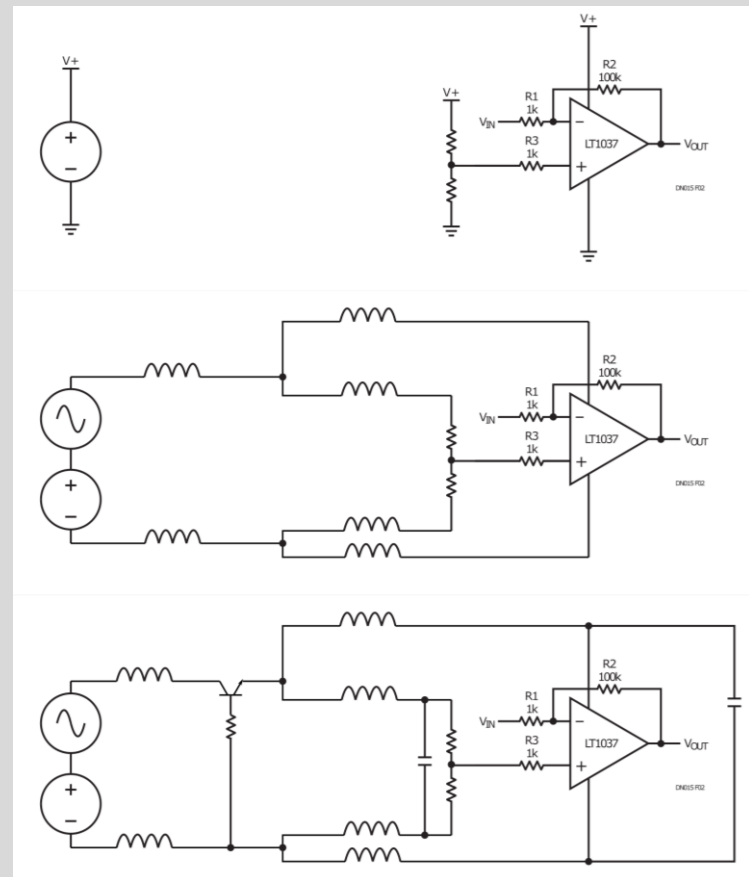 V+
V+
V+
R1
1k
R2
100k
VIN
−
LT1037
VOUT
R3
1k
+
DN015 F02
+
−
R2
100k
R1
1k
VIN
−
LT1037
VOUT
R3
1k
+
DN015 F02
+
−
R2
100k
R1
1k
VIN
−
LT1037
VOUT
R3
1k
+
DN015 F02
+
−